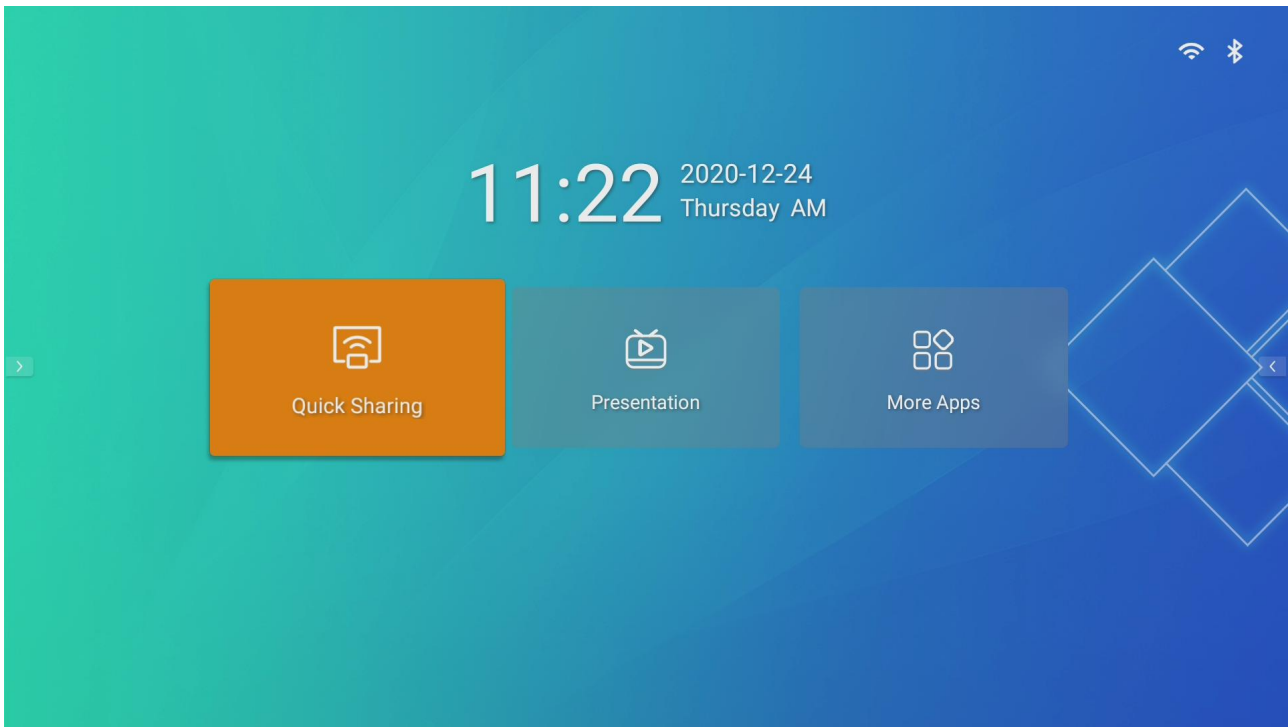 11:22
2020-12-24
Thursday AM
Quick Sharing
Presentation
More Apps